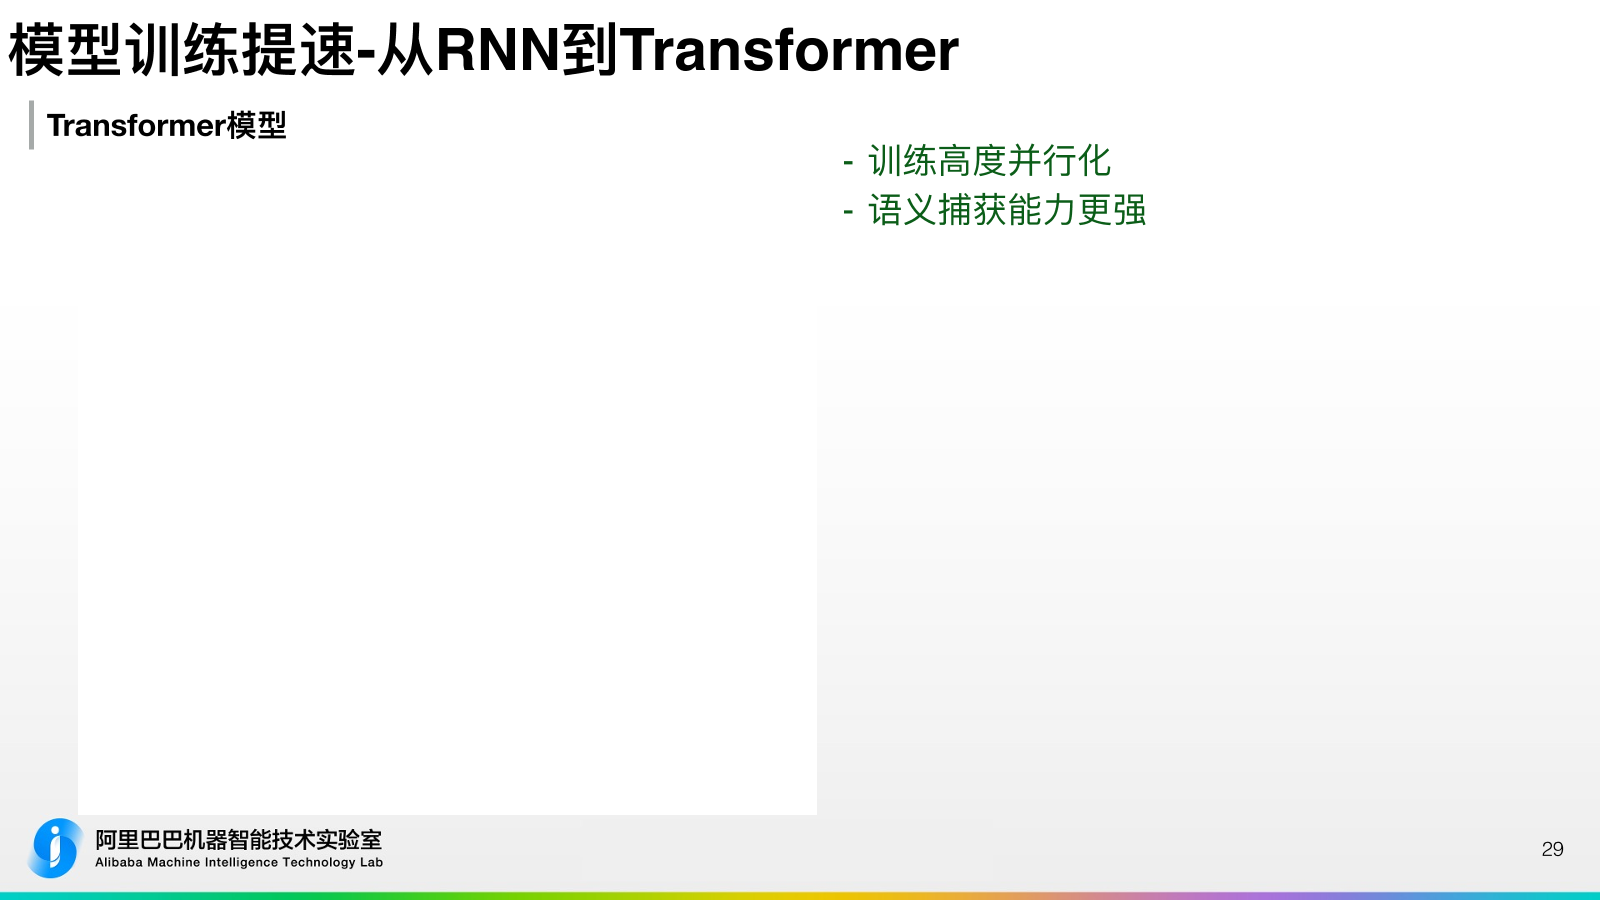 模型训练提速-从RNN到Transformer
Transformer模型
- 训练高度并行化
- 语义捕获能力更强
阿里巴巴机器智能技术实验室
Alibaba Machine Intelligence Technology Lab
29